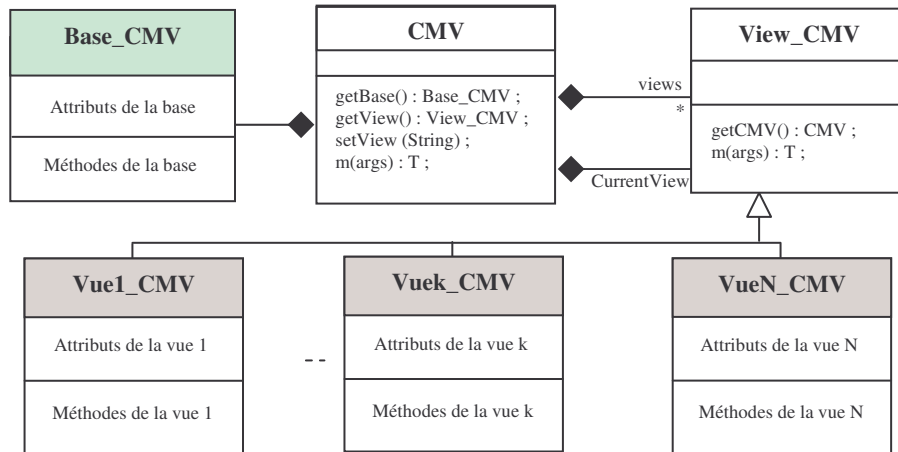 Base_CMV
Attributs de la base
Méthodes de la base
CMV
getBase() : Base_CMV ;
getView() : View_CMV ;
setView (String) ;
m(args) : T ;
views
*
CurrentView
View_CMV
getCMV() : CMV ;
m(args) : T ;
Vue1_CMV
Attributs de la vue 1
Méthodes de la vue 1
- -
Vuek_CMV
Attributs de la vue k
Méthodes de la vue k
VueN_CMV
Attributs de la vue N
Méthodes de la vue N